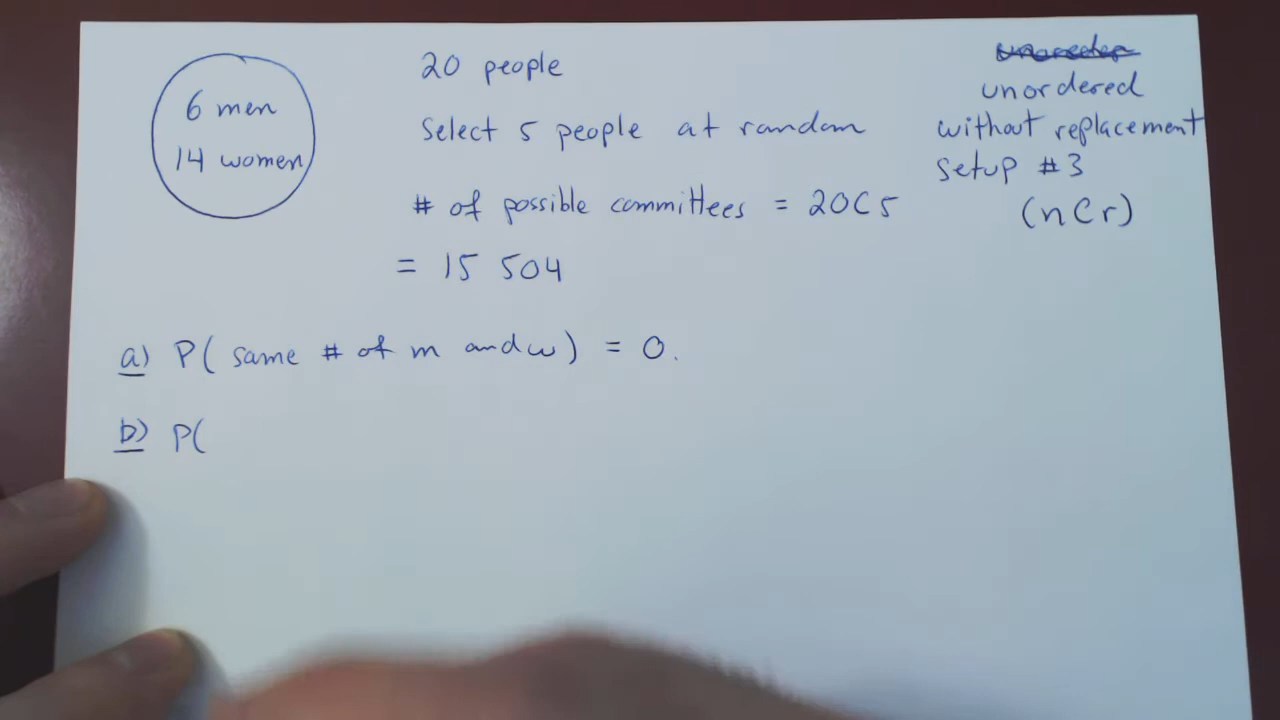 6 men
14 women
20 people
Select 5 people at random
# of possible committees = 20C5
= 15 504
unordered
without replacement
setup #3
(nCr)
a) P( same # of m and w) = 0.
b) P(